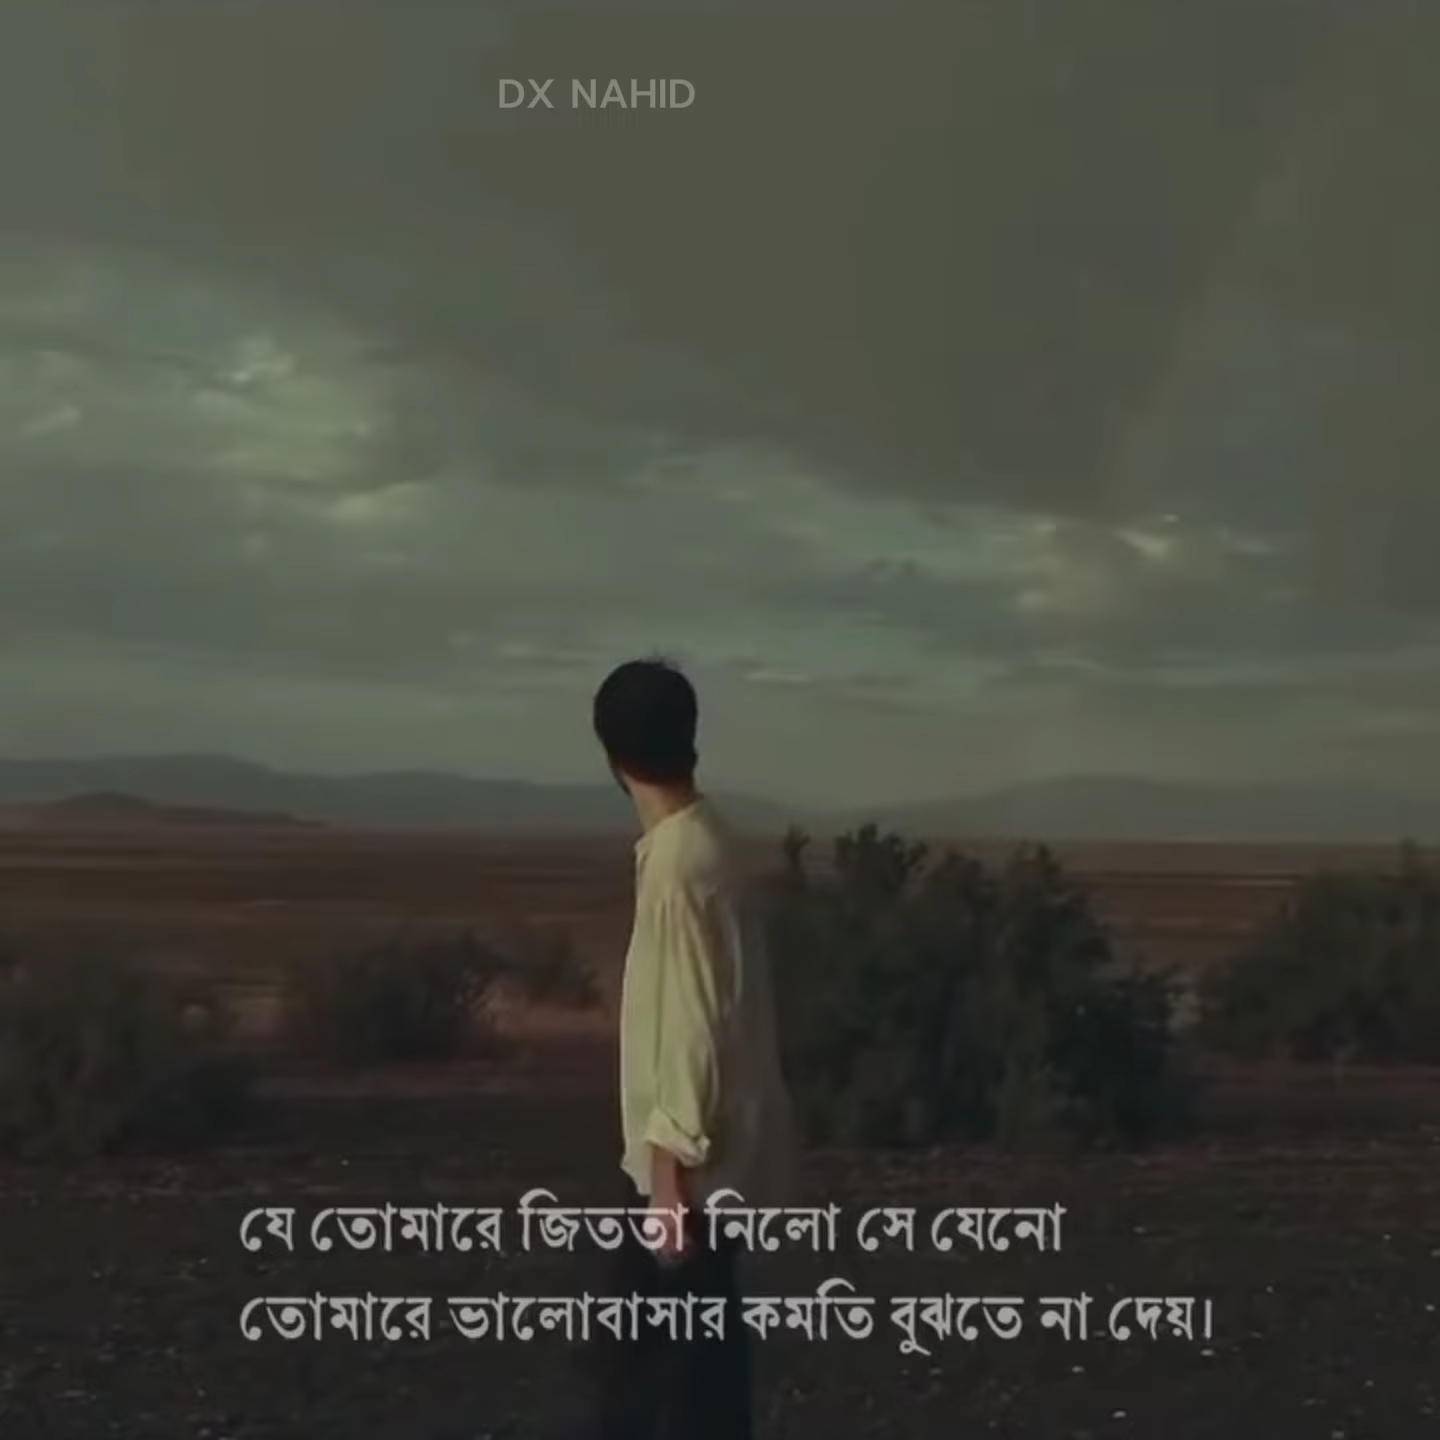 DX NAHID
যে তোমারে জিততা নিলো সে যেনো
তোমারে ভালোবাসার কমতি বুঝতে না দেয়।